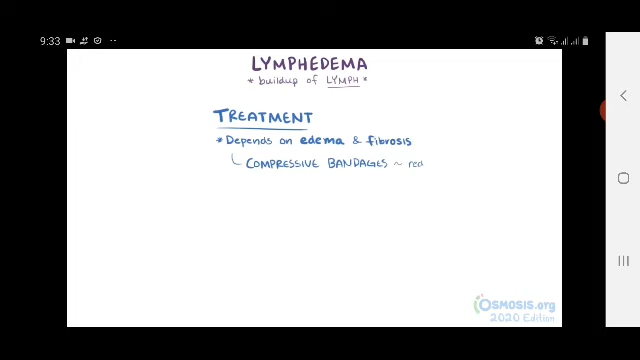 9:33
LYMPHEDEMA
* buildup of LYMPH *
TREATMENT
* Depends on edema & fibrosis
COMPRESSIVE BANDAGES ~ red
OSMOSIS.org
2020 Edition